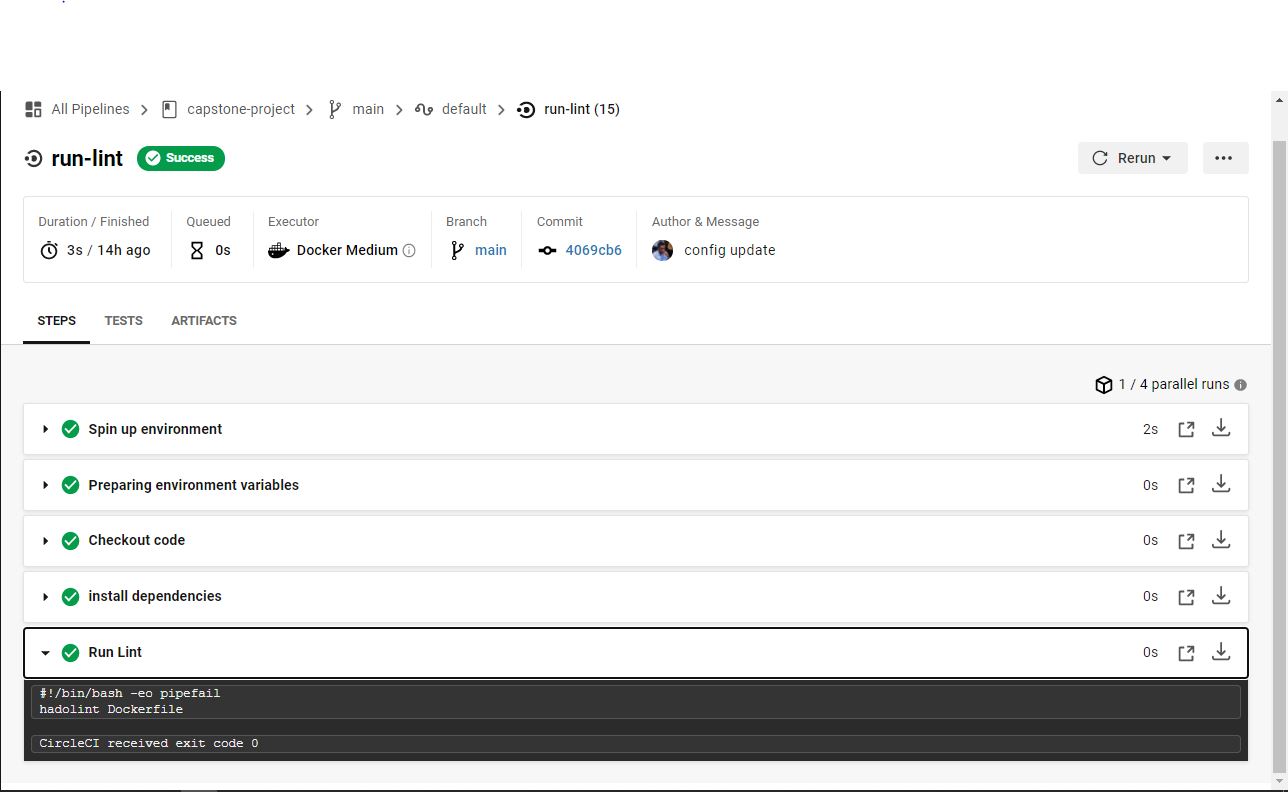 All Pipelines capstone-project main default run-lint (15)
run-lint Success Rerun
Duration / Finished Queued Executor Branch Commit Author & Message
3s / 14h ago 0s Docker Medium main 4069cb6 config update
STEPS TESTS ARTIFACTS
1 / 4 parallel runs
Spin up environment 2s
Preparing environment variables 0s
Checkout code 0s
install dependencies 0s
Run Lint 0s
#!/bin/bash -eo pipefail
hadolint Dockerfile
CircleCI received exit code 0